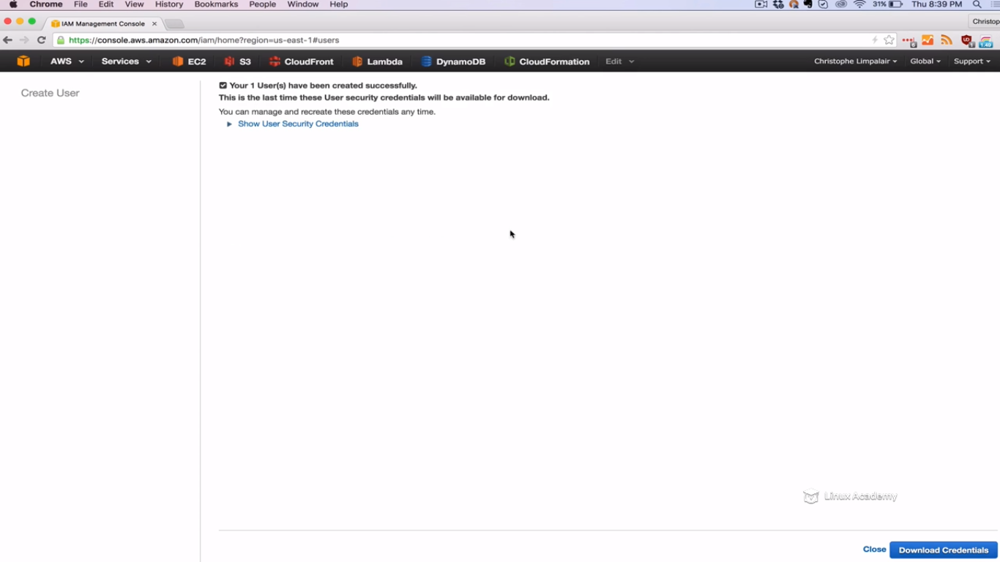 Chrome File Edit View History Bookmarks People Window Help 31% Thu 8:39 PM
IAM Management Console Christop
https://console.aws.amazon.com/iam/home?region=us-east-1#users
AWS Services EC2 S3 CloudFront Lambda DynamoDB CloudFormation Edit Christophe Limpalair Global Support
Create User
Your 1 User(s) have been created successfully.
This is the last time these User security credentials will be available for download.
You can manage and recreate these credentials any time.
Show User Security Credentials
Linux Academy
Close Download Credentials